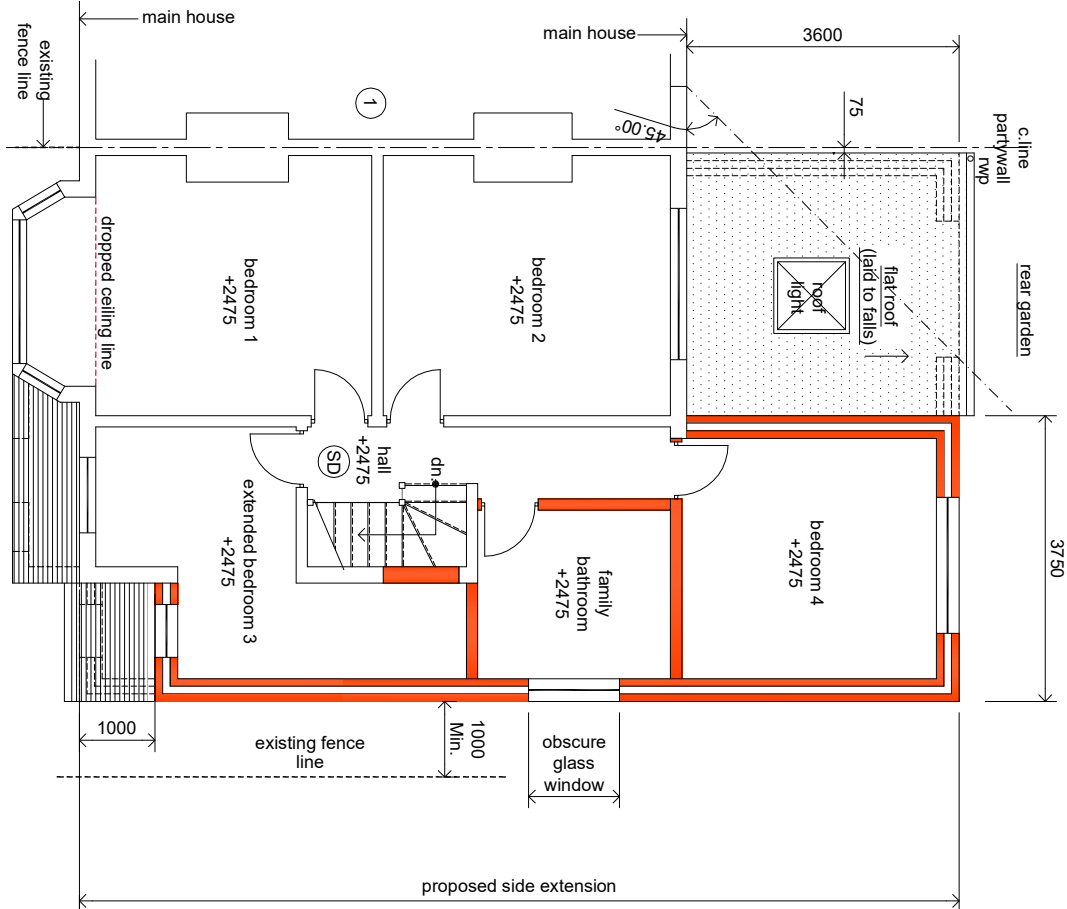 main house
main house
3600
existing
fence line
1
45.00°
75
c.line
partywall
rwp
dropped ceiling line
bedroom 1
+2475
bedroom 2
+2475
roof
light
flat roof
(laid to falls)
rear garden
hall
+2475
SD
dn.
extended bedroom 3
+2475
family
bathroom
+2475
bedroom 4
+2475
3750
1000
existing fence
line
1000
Min.
obscure
glass
window
proposed side extension